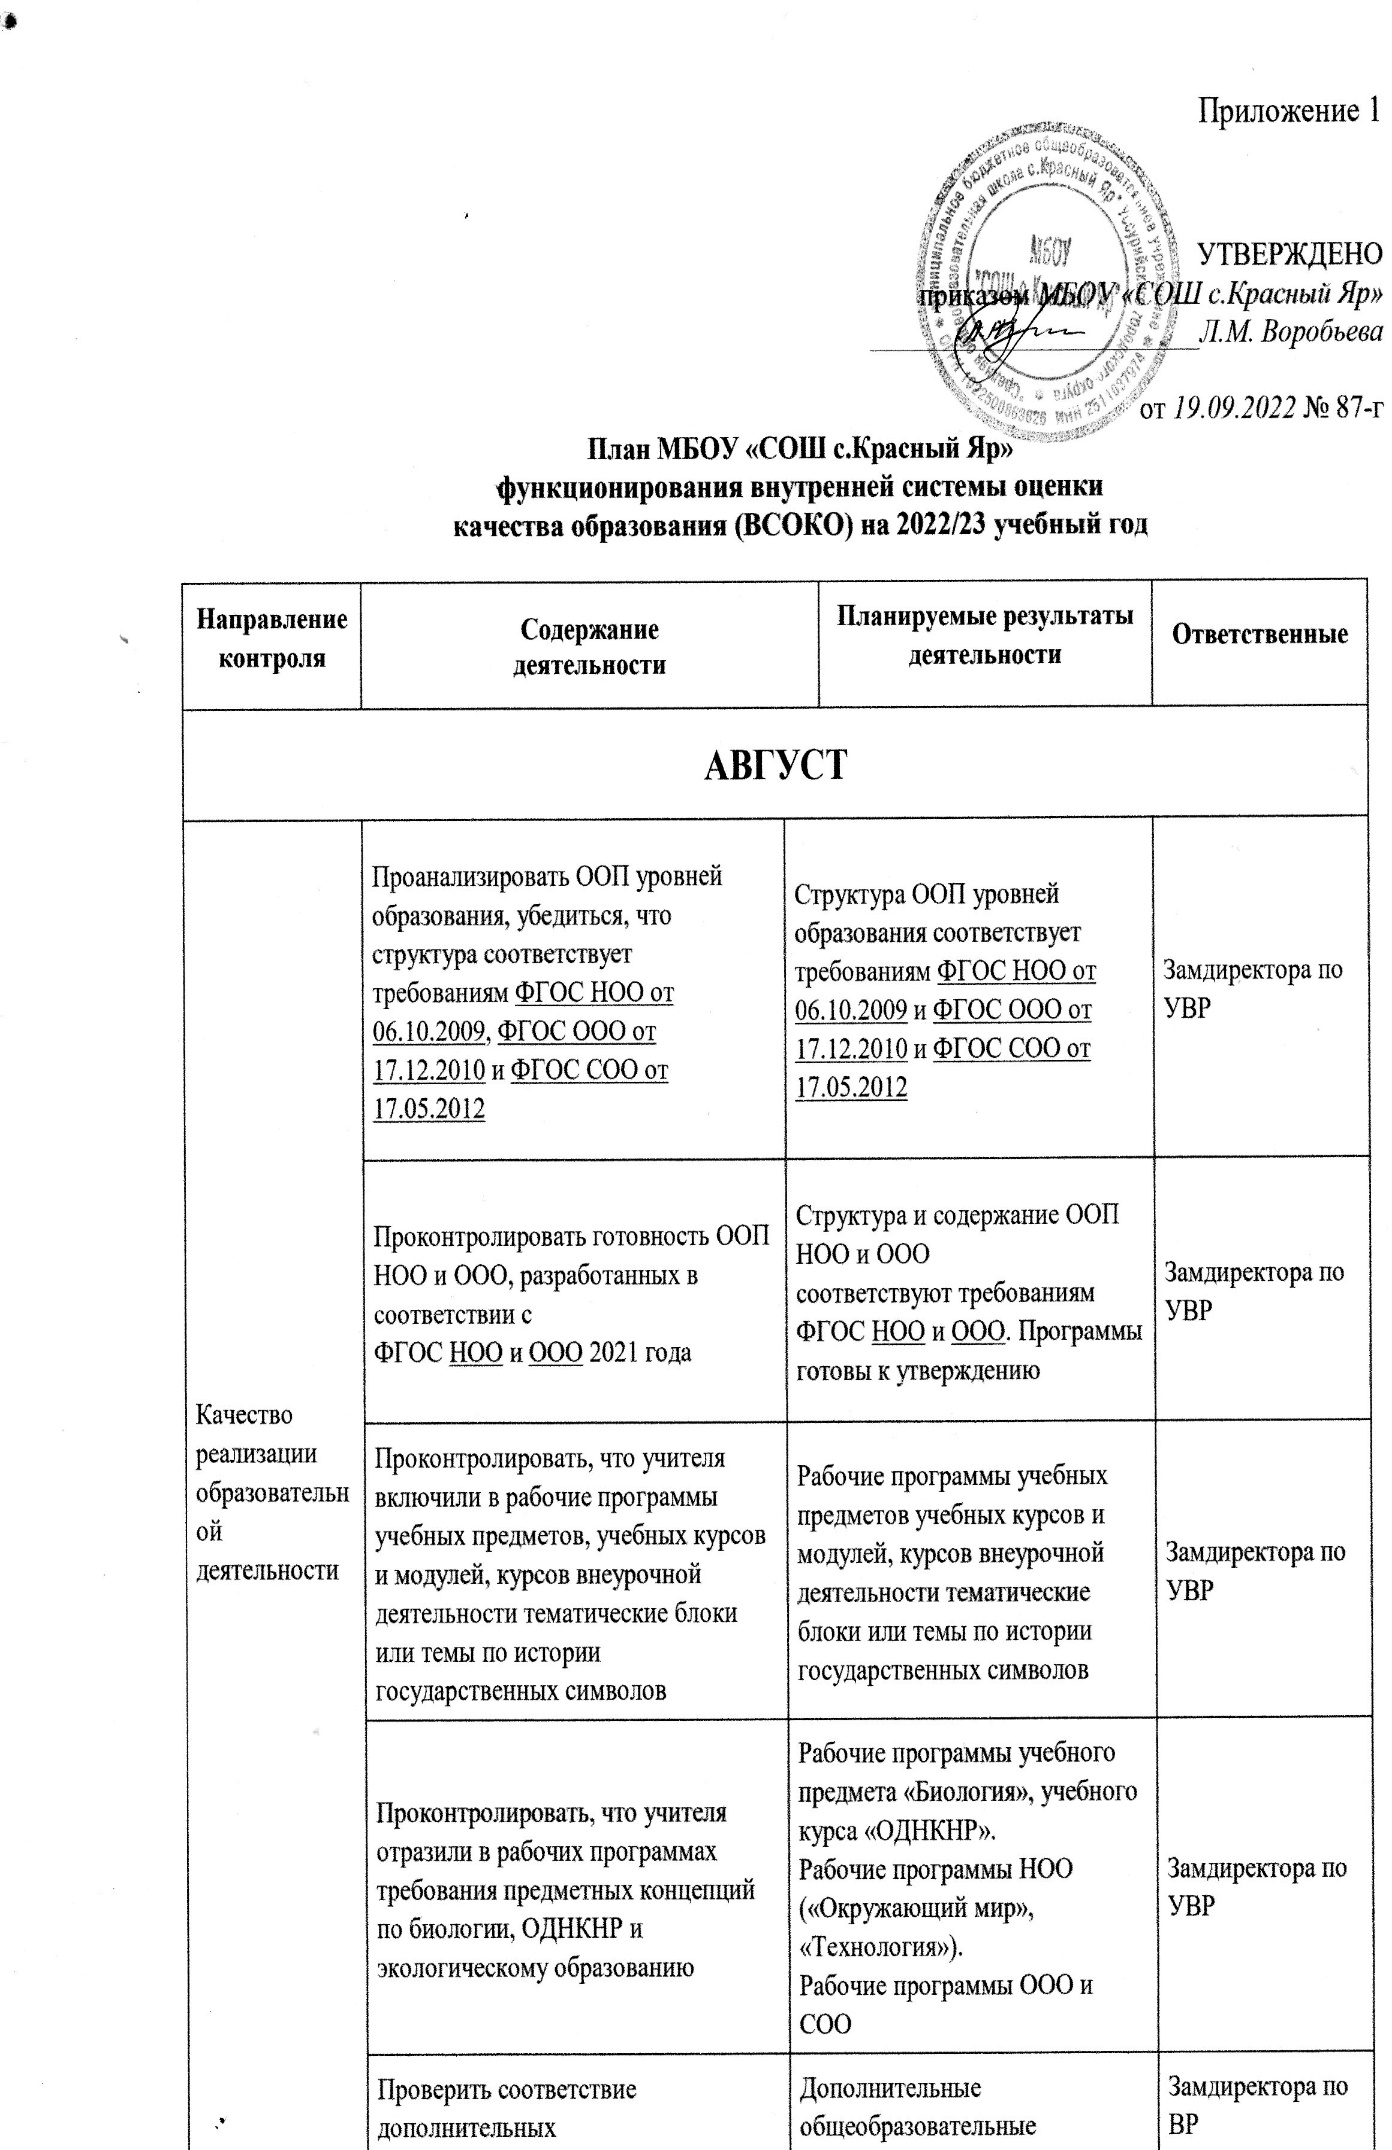 Приложение 1
УТВЕРЖДЕНО
приказом МБОУ «СОШ с.Красный Яр»
Л.М. Воробьева
от 19.09.2022 № 87-г
МБОУ
План МБОУ «СОШ с.Красный Яр»
функционирования внутренней системы оценки
качества образования (ВСОКО) на 2022/23 учебный год
Направление
контроля
Содержание
деятельности
Планируемые результаты
деятельности
Ответственные
АВГУСТ
Качество
реализации
образовательн
ой
деятельности
Проанализировать ООП уровней
образования, убедиться, что
структура соответствует
требованиям ФГОС НОО от
06.10.2009, ФГОС ООО от
17.12.2010 и ФГОС СОО от
17.05.2012
Структура ООП уровней
образования соответствует
требованиям ФГОС НОО от
06.10.2009 и ФГОС ООО от
17.12.2010 и ФГОС СОО от
17.05.2012
Замдиректора по
УВР
Проконтролировать готовность ООП
НОО и ООО, разработанных в
соответствии с
ФГОС НОО и ООО 2021 года
Структура и содержание ООП
НОО и ООО
соответствуют требованиям
ФГОС НОО и ООО. Программы
готовы к утверждению
Замдиректора по
УВР
Проконтролировать, что учителя
включили в рабочие программы
учебных предметов, учебных курсов
и модулей, курсов внеурочной
деятельности тематические блоки
или темы по истории
государственных символов
Рабочие программы учебных
предметов учебных курсов и
модулей, курсов внеурочной
деятельности тематические
блоки или темы по истории
государственных символов
Замдиректора по
УВР
Проконтролировать, что учителя
отразили в рабочих программах
требования предметных концепций
по биологии, ОДНКНР и
экологическому образованию
Рабочие программы учебного
предмета «Биология», учебного
курса «ОДНКНР».
Рабочие программы НОО
(«Окружающий мир»,
«Технология»).
Рабочие программы ООО и
СОО
Замдиректора по
УВР
Проверить соответствие
дополнительных
Дополнительные
общеобразовательные
Замдиректора по
ВР